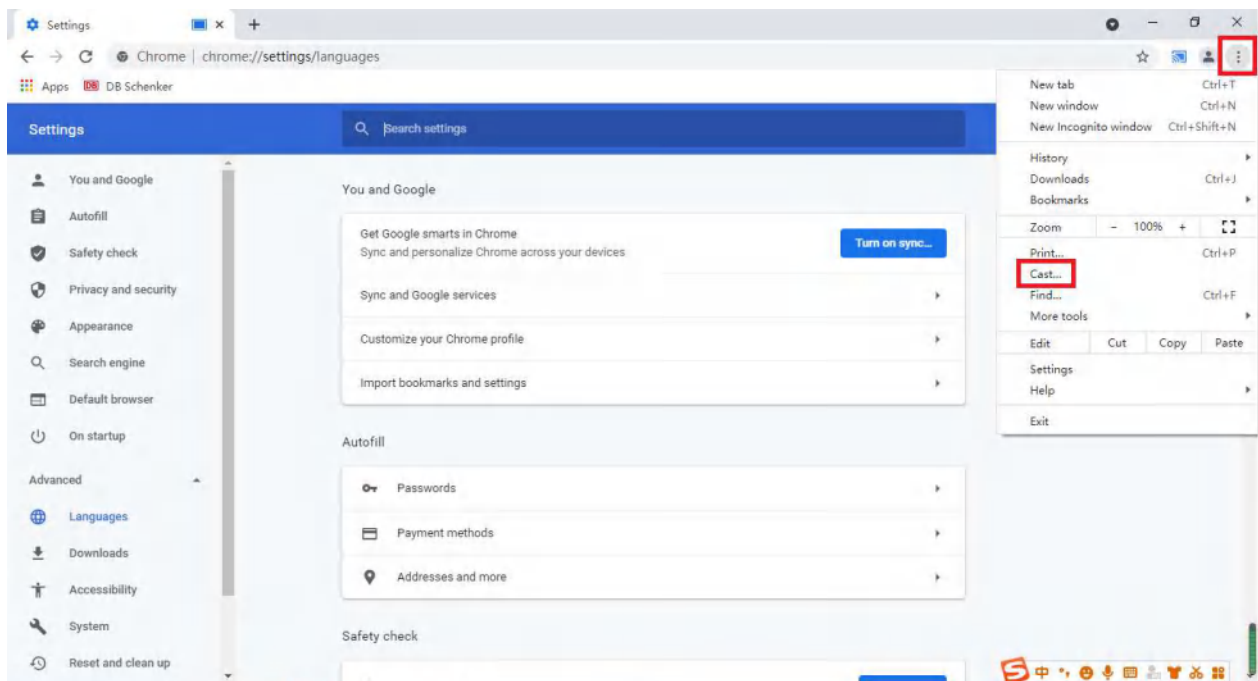 Settings
Chrome | chrome://settings/languages
Apps DB DB Schenker
Settings
Search settings
You and Google
Autofill
Safety check
Privacy and security
Appearance
Search engine
Default browser
On startup
Advanced
Languages
Downloads
Accessibility
System
Reset and clean up
You and Google
Get Google smarts in Chrome
Sync and personalize Chrome across your devices
Turn on sync...
Sync and Google services
Customize your Chrome profile
Import bookmarks and settings
Autofill
Passwords
Payment methods
Addresses and more
Safety check
New tab Ctrl+T
New window Ctrl+N
New Incognito window Ctrl+Shift+N
History
Downloads Ctrl+J
Bookmarks
Zoom - 100% +
Print... Ctrl+P
Cast...
Find... Ctrl+F
More tools
Edit Cut Copy Paste
Settings
Help
Exit
S 中